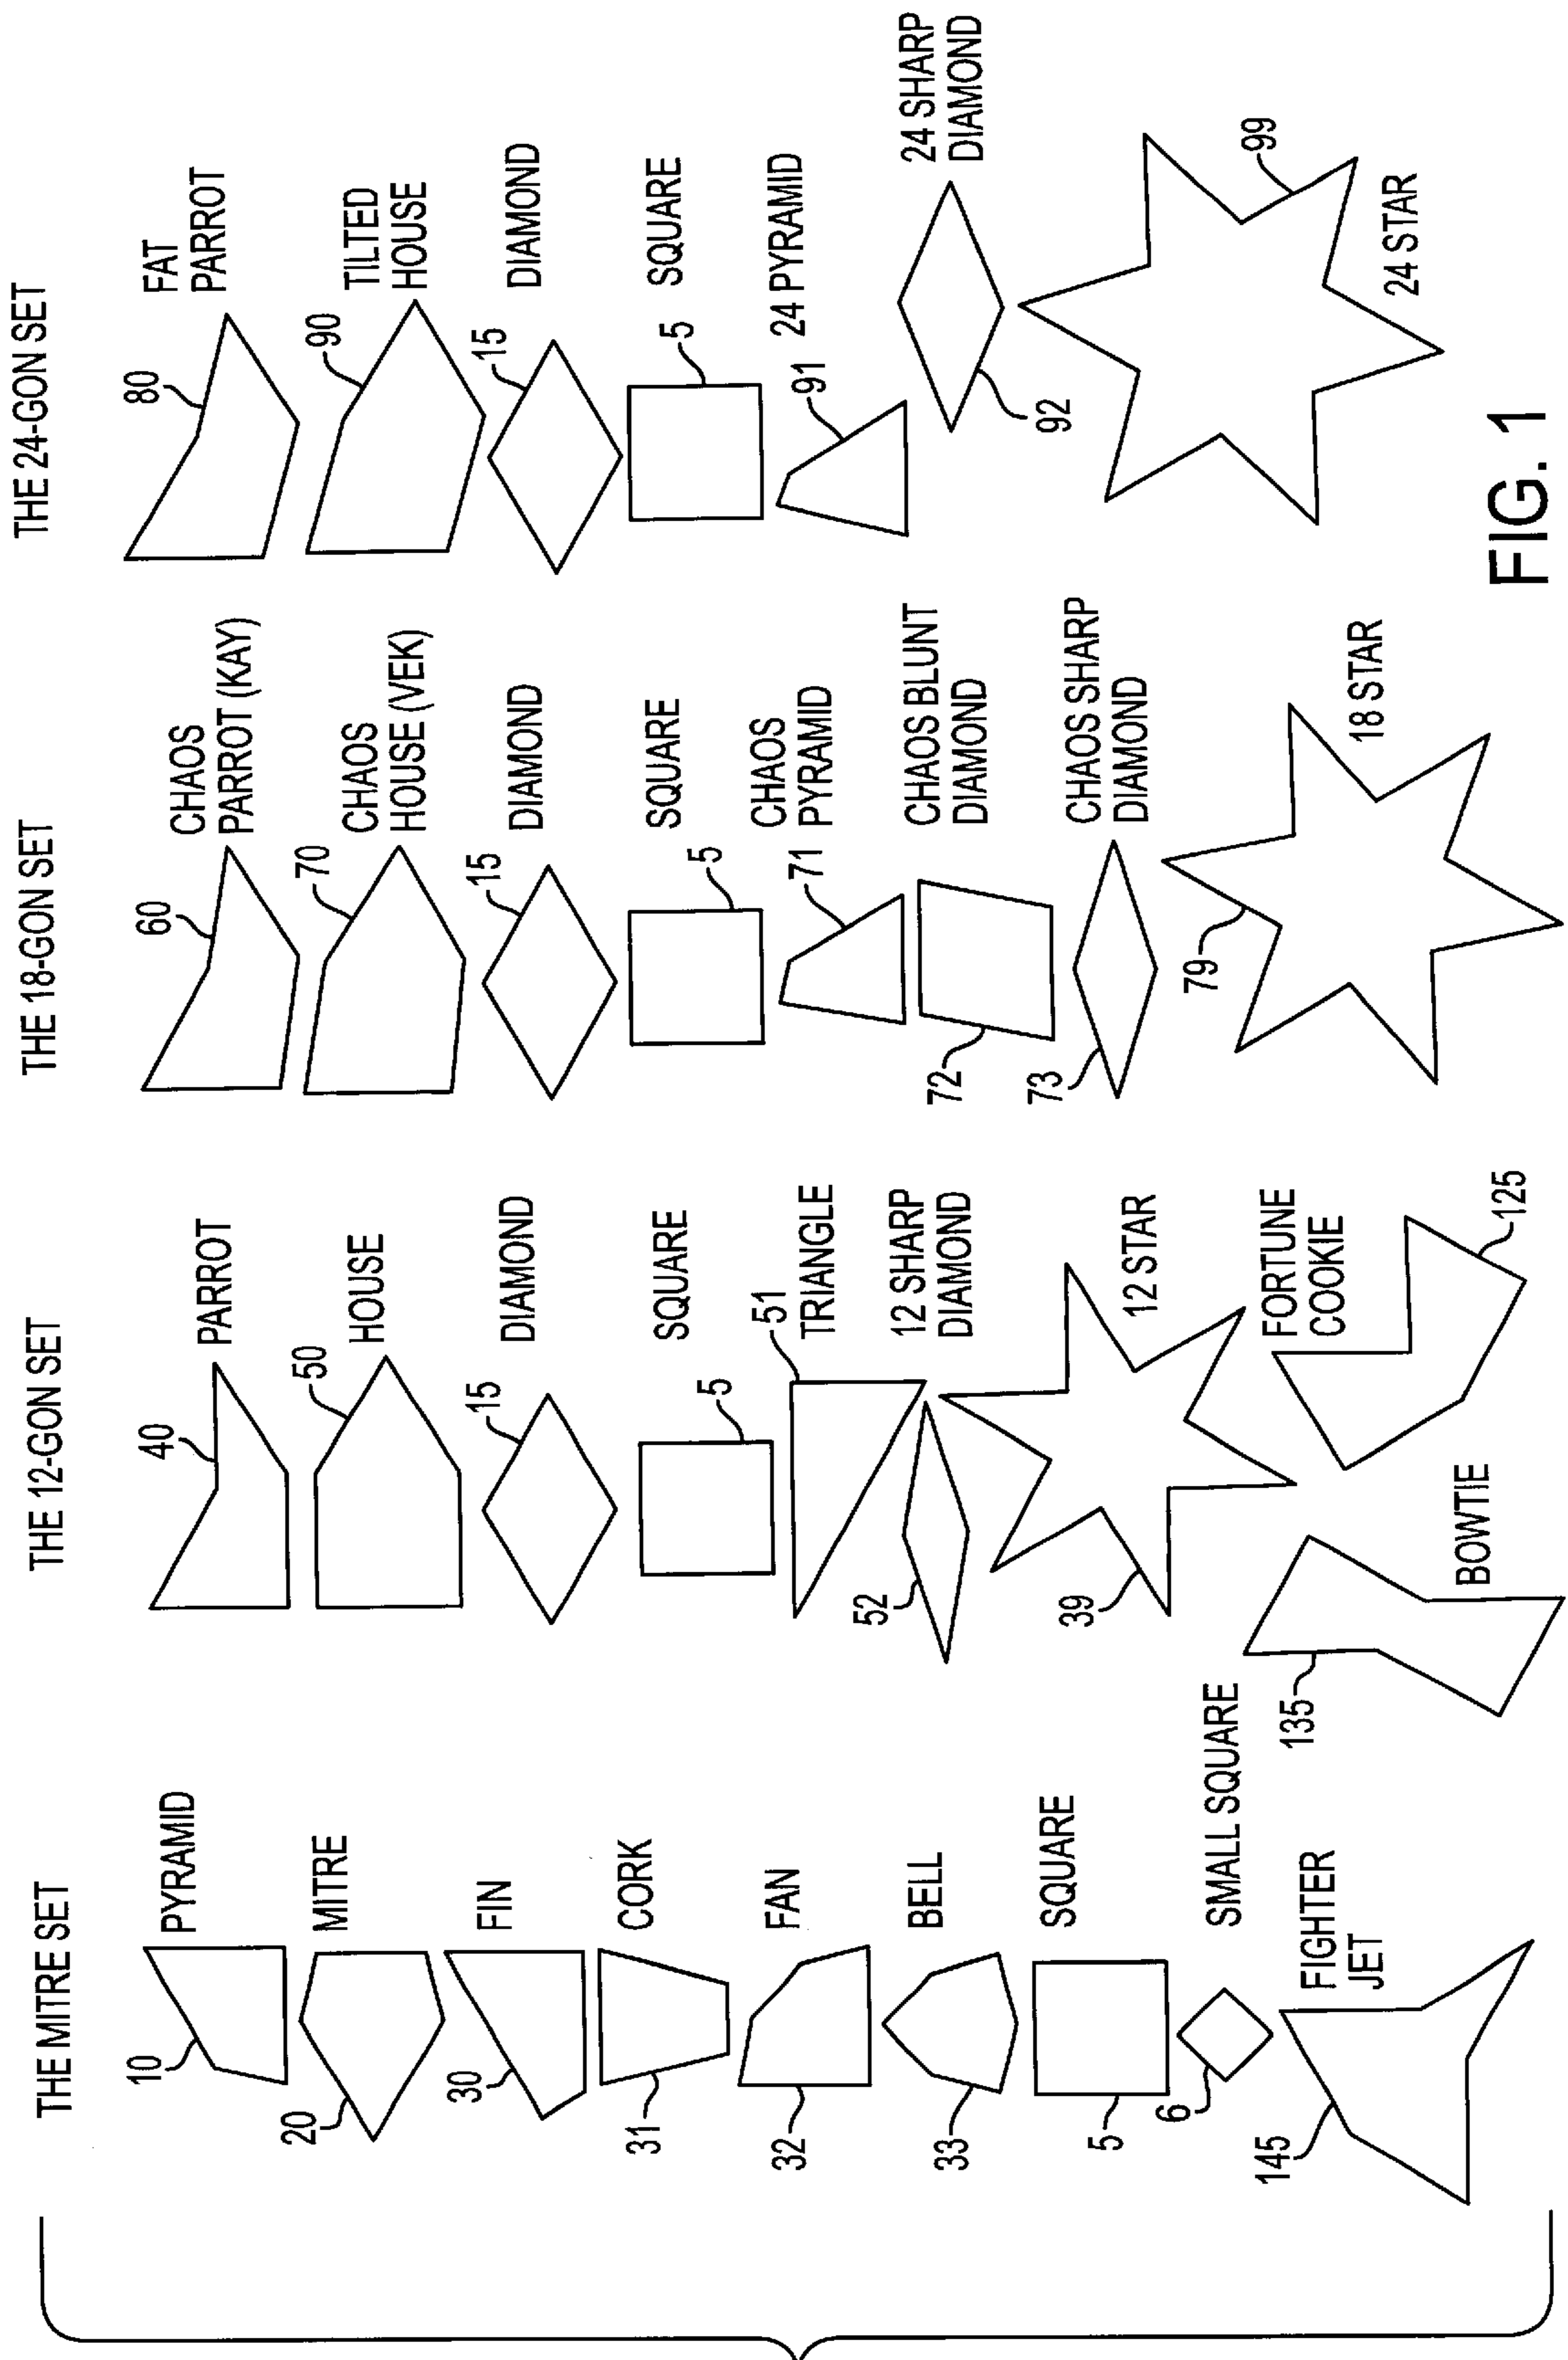 THE MITRE SET
PYRAMID
10
MITRE
20
FIN
30
CORK
31
FAN
32
BELL
33
SQUARE
5
SMALL SQUARE
6
FIGHTER
JET
145
THE 12-GON SET
PARROT
40
HOUSE
50
DIAMOND
15
SQUARE
5
TRIANGLE
51
12 SHARP
DIAMOND
52
12 STAR
39
FORTUNE
COOKIE
125
BOWTIE
135
THE 18-GON SET
CHAOS
PARROT (KAY)
60
CHAOS
HOUSE (VEK)
70
DIAMOND
15
SQUARE
5
CHAOS
PYRAMID
71
CHAOS BLUNT
DIAMOND
72
CHAOS SHARP
DIAMOND
73
18 STAR
79
THE 24-GON SET
FAT
PARROT
80
TILTED
HOUSE
90
DIAMOND
15
SQUARE
5
24 PYRAMID
91
24 SHARP
DIAMOND
92
24 STAR
99
FIG. 1